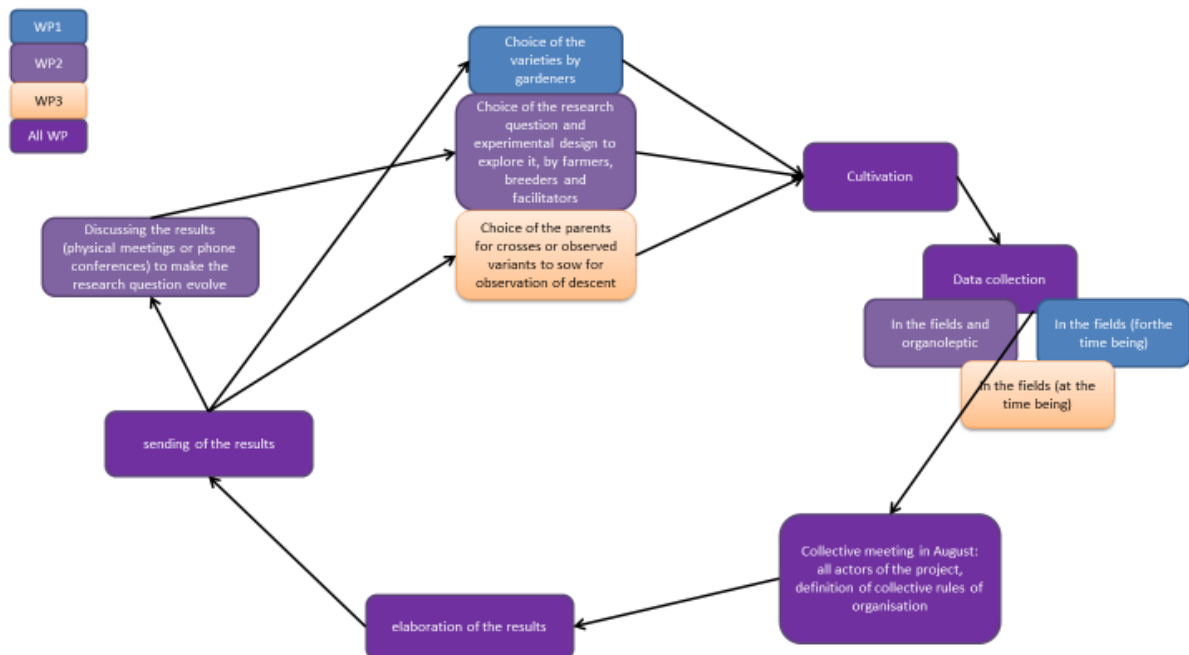 WP1
WP2
WP3
All WP
Choice of the
varieties by
gardeners
Choice of the research
question and
experimental design to
explore it, by farmers,
breeders and
facilitators
Choice of the parents
for crosses or observed
variants to sow for
observation of descent
Cultivation
Discussing the results
(physical meetings or phone
conferences) to make the
research question evolve
Data collection
In the fields and
organoleptic
In the fields (forthe
time being)
In the fields (at the
time being)
sending of the results
Collective meeting in August:
all actors of the project,
definition of collective rules of
organisation
elaboration of the results